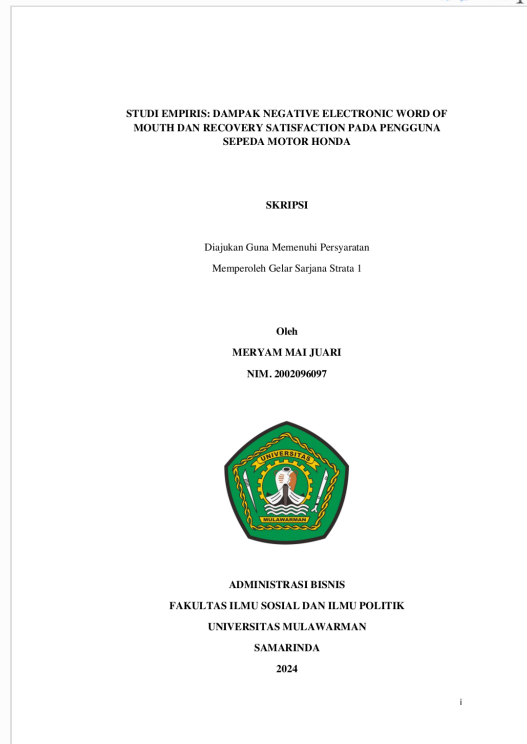 STUDI EMPIRIS: DAMPAK NEGATIVE ELECTRONIC WORD OF
MOUTH DAN RECOVERY SATISFACTION PADA PENGGUNA
SEPEDA MOTOR HONDA
SKRIPSI
Diajukan Guna Memenuhi Persyaratan
Memperoleh Gelar Sarjana Strata 1
Oleh
MERYAM MAI JUARI
NIM. 2002096097
UNIVERSITAS
MULAWARMAN
ADMINISTRASI BISNIS
FAKULTAS ILMU SOSIAL DAN ILMU POLITIK
UNIVERSITAS MULAWARMAN
SAMARINDA
2024
i